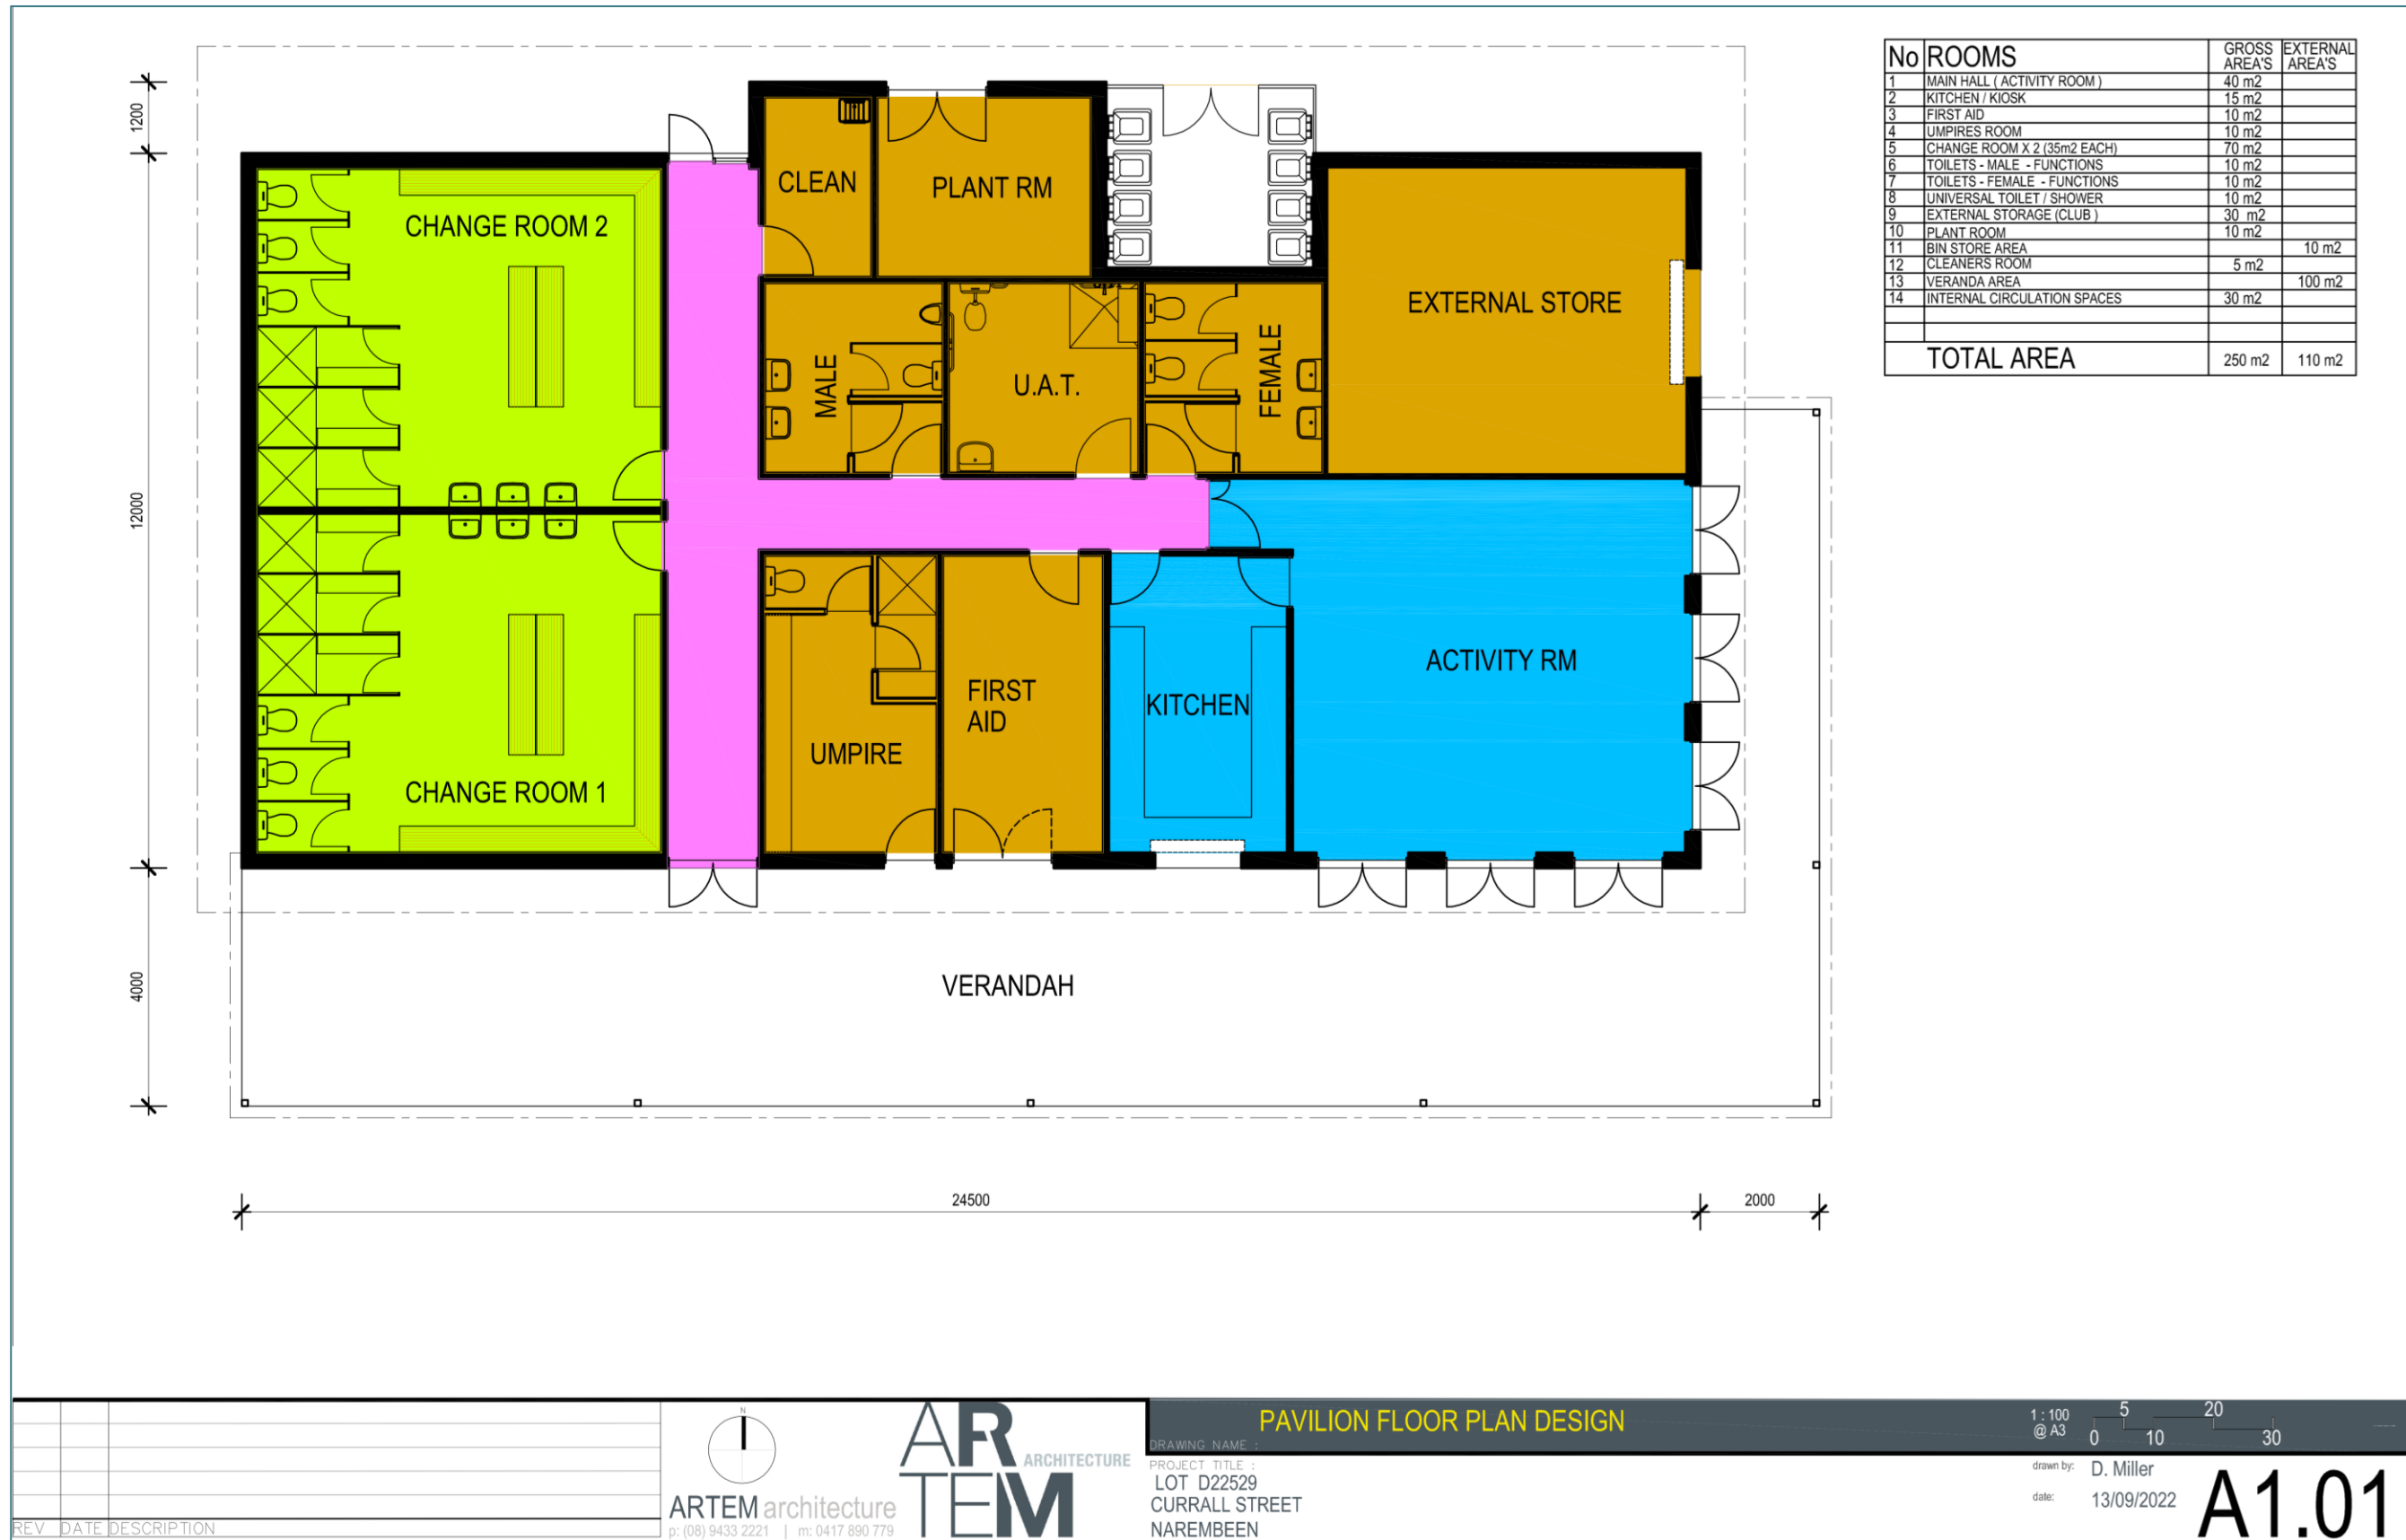 No ROOMS GROSS AREA'S EXTERNAL AREA'S
1 MAIN HALL ( ACTIVITY ROOM ) 40 m2
2 KITCHEN / KIOSK 15 m2
3 FIRST AID 10 m2
4 UMPIRES ROOM 10 m2
5 CHANGE ROOM X 2 (35m2 EACH) 70 m2
6 TOILETS - MALE - FUNCTIONS 10 m2
7 TOILETS - FEMALE - FUNCTIONS 10 m2
8 UNIVERSAL TOILET / SHOWER 10 m2
9 EXTERNAL STORAGE (CLUB ) 30 m2
10 PLANT ROOM 10 m2
11 BIN STORE AREA 10 m2
12 CLEANERS ROOM 5 m2
13 VERANDA AREA 100 m2
14 INTERNAL CIRCULATION SPACES 30 m2
TOTAL AREA 250 m2 110 m2
1200
12000
4000
CLEAN
PLANT RM
CHANGE ROOM 2
EXTERNAL STORE
MALE
U.A.T.
FEMALE
ACTIVITY RM
FIRST
AID
KITCHEN
UMPIRE
CHANGE ROOM 1
VERANDAH
24500
2000
REV DATE DESCRIPTION
N
ARTEM architecture
p: (08) 9433 2221 | m: 0417 890 779
AR ARCHITECTURE
TEM
PAVILION FLOOR PLAN DESIGN
DRAWING NAME :
PROJECT TITLE :
LOT D22529
CURRALL STREET
NAREMBEEN
1 : 100
@ A3
5 20
0 10 30
drawn by: D. Miller
date: 13/09/2022
A1.01